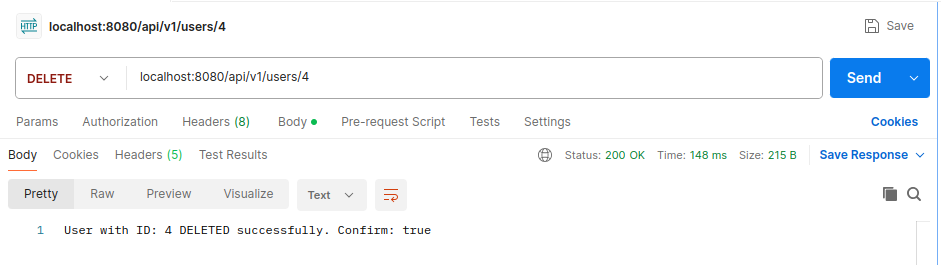 HTTP localhost:8080/api/v1/users/4 Save
DELETE localhost:8080/api/v1/users/4 Send
Params Authorization Headers (8) Body Pre-request Script Tests Settings Cookies
Body Cookies Headers (5) Test Results Status: 200 OK Time: 148 ms Size: 215 B Save Response
Pretty Raw Preview Visualize Text
1 User with ID: 4 DELETED successfully. Confirm: true